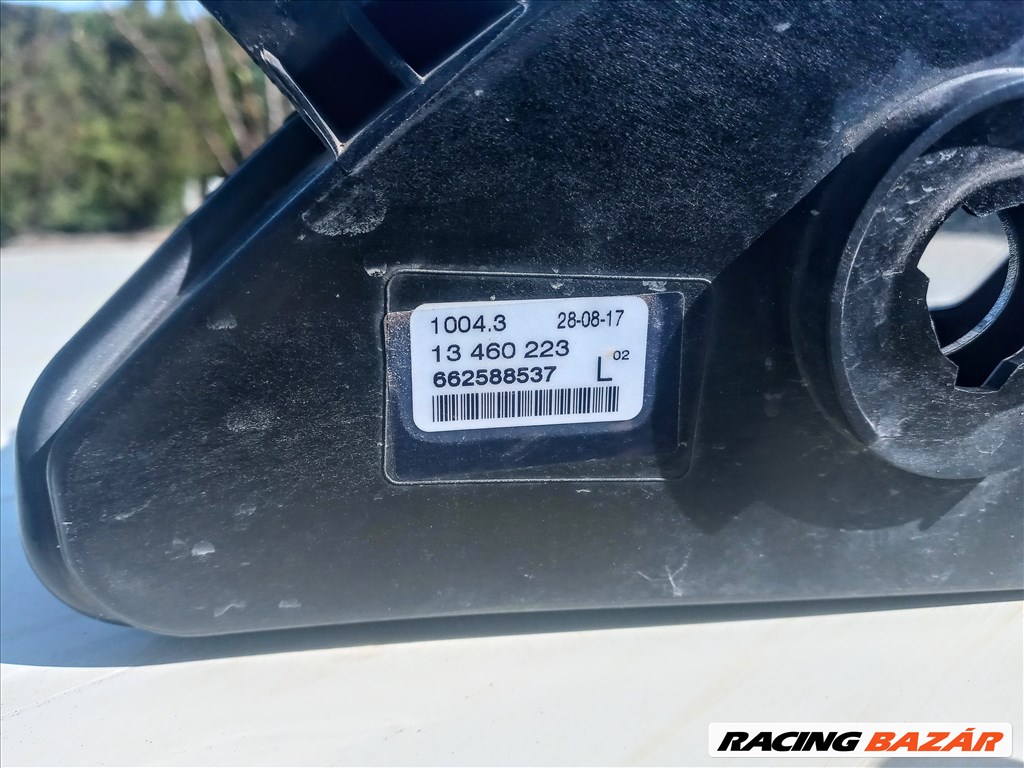 1004.3 28-08-17
13 460 223
662588537 L 02
RACING BAZÁR